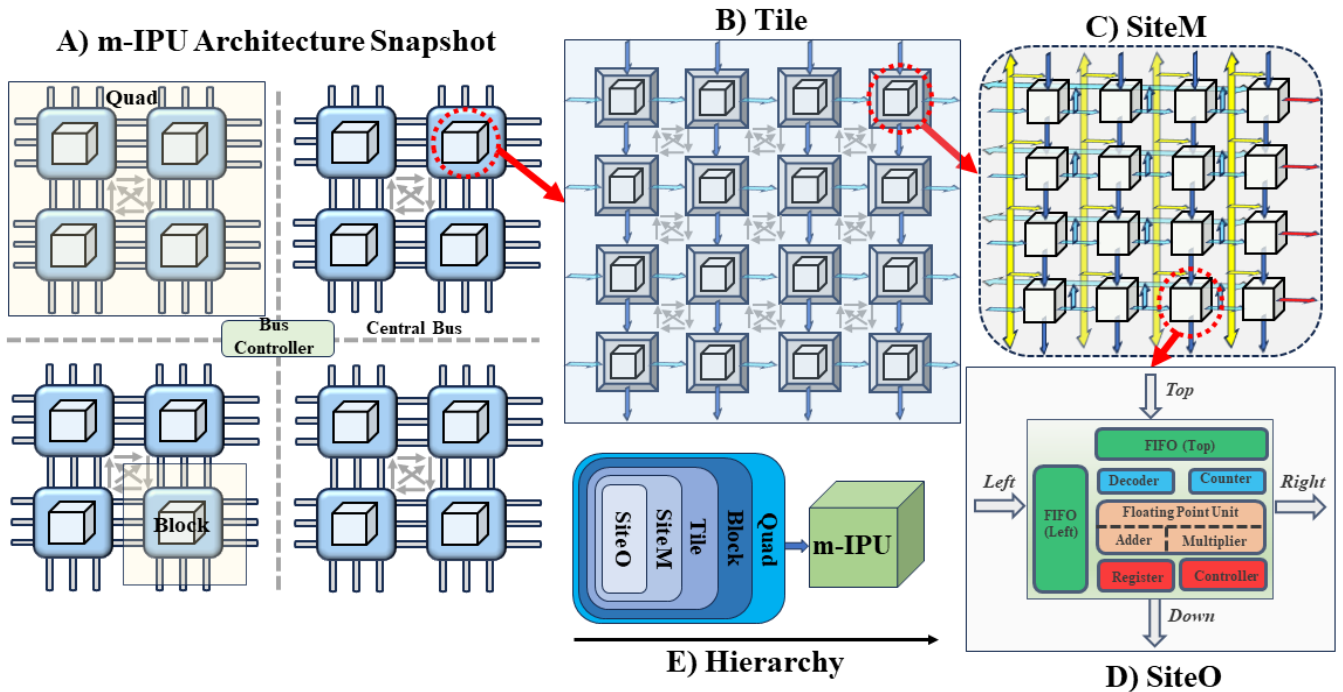 A) m-IPU Architecture Snapshot
Quad
Bus
Controller
Central Bus
Block
B) Tile
C) SiteM
Top
Left
Right
Down
FIFO (Top)
FIFO
(Left)
Decoder
Counter
Floating Point Unit
Adder
Multiplier
Register
Controller
D) SiteO
SiteO
SiteM
Tile
Block
Quad
m-IPU
E) Hierarchy